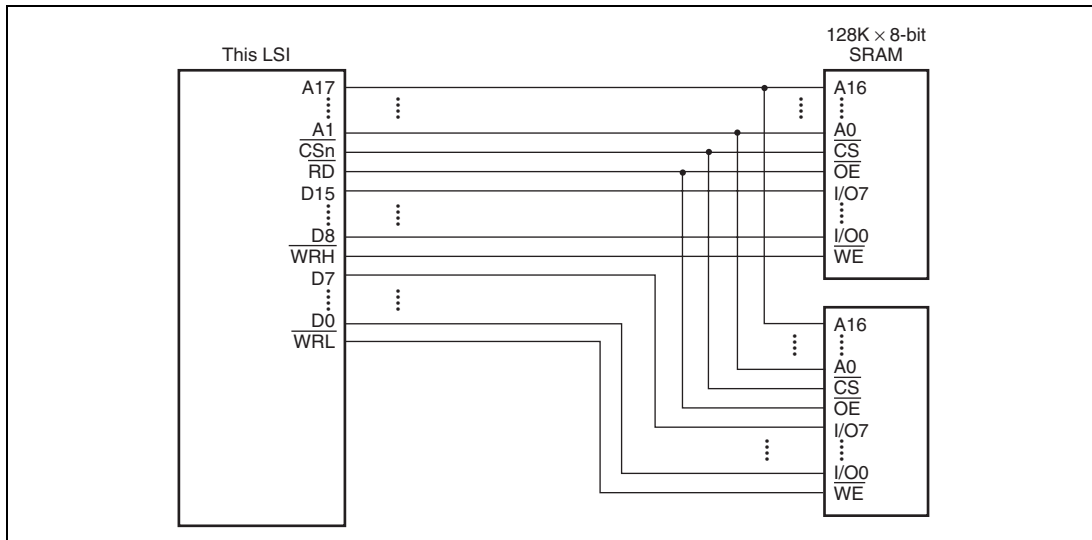 This LSI
A17
A1
CSn
RD
D15
D8
WRH
D7
D0
WRL
128K × 8-bit
SRAM
A16
A0
CS
OE
I/O7
I/O0
WE
A16
A0
CS
OE
I/O7
I/O0
WE